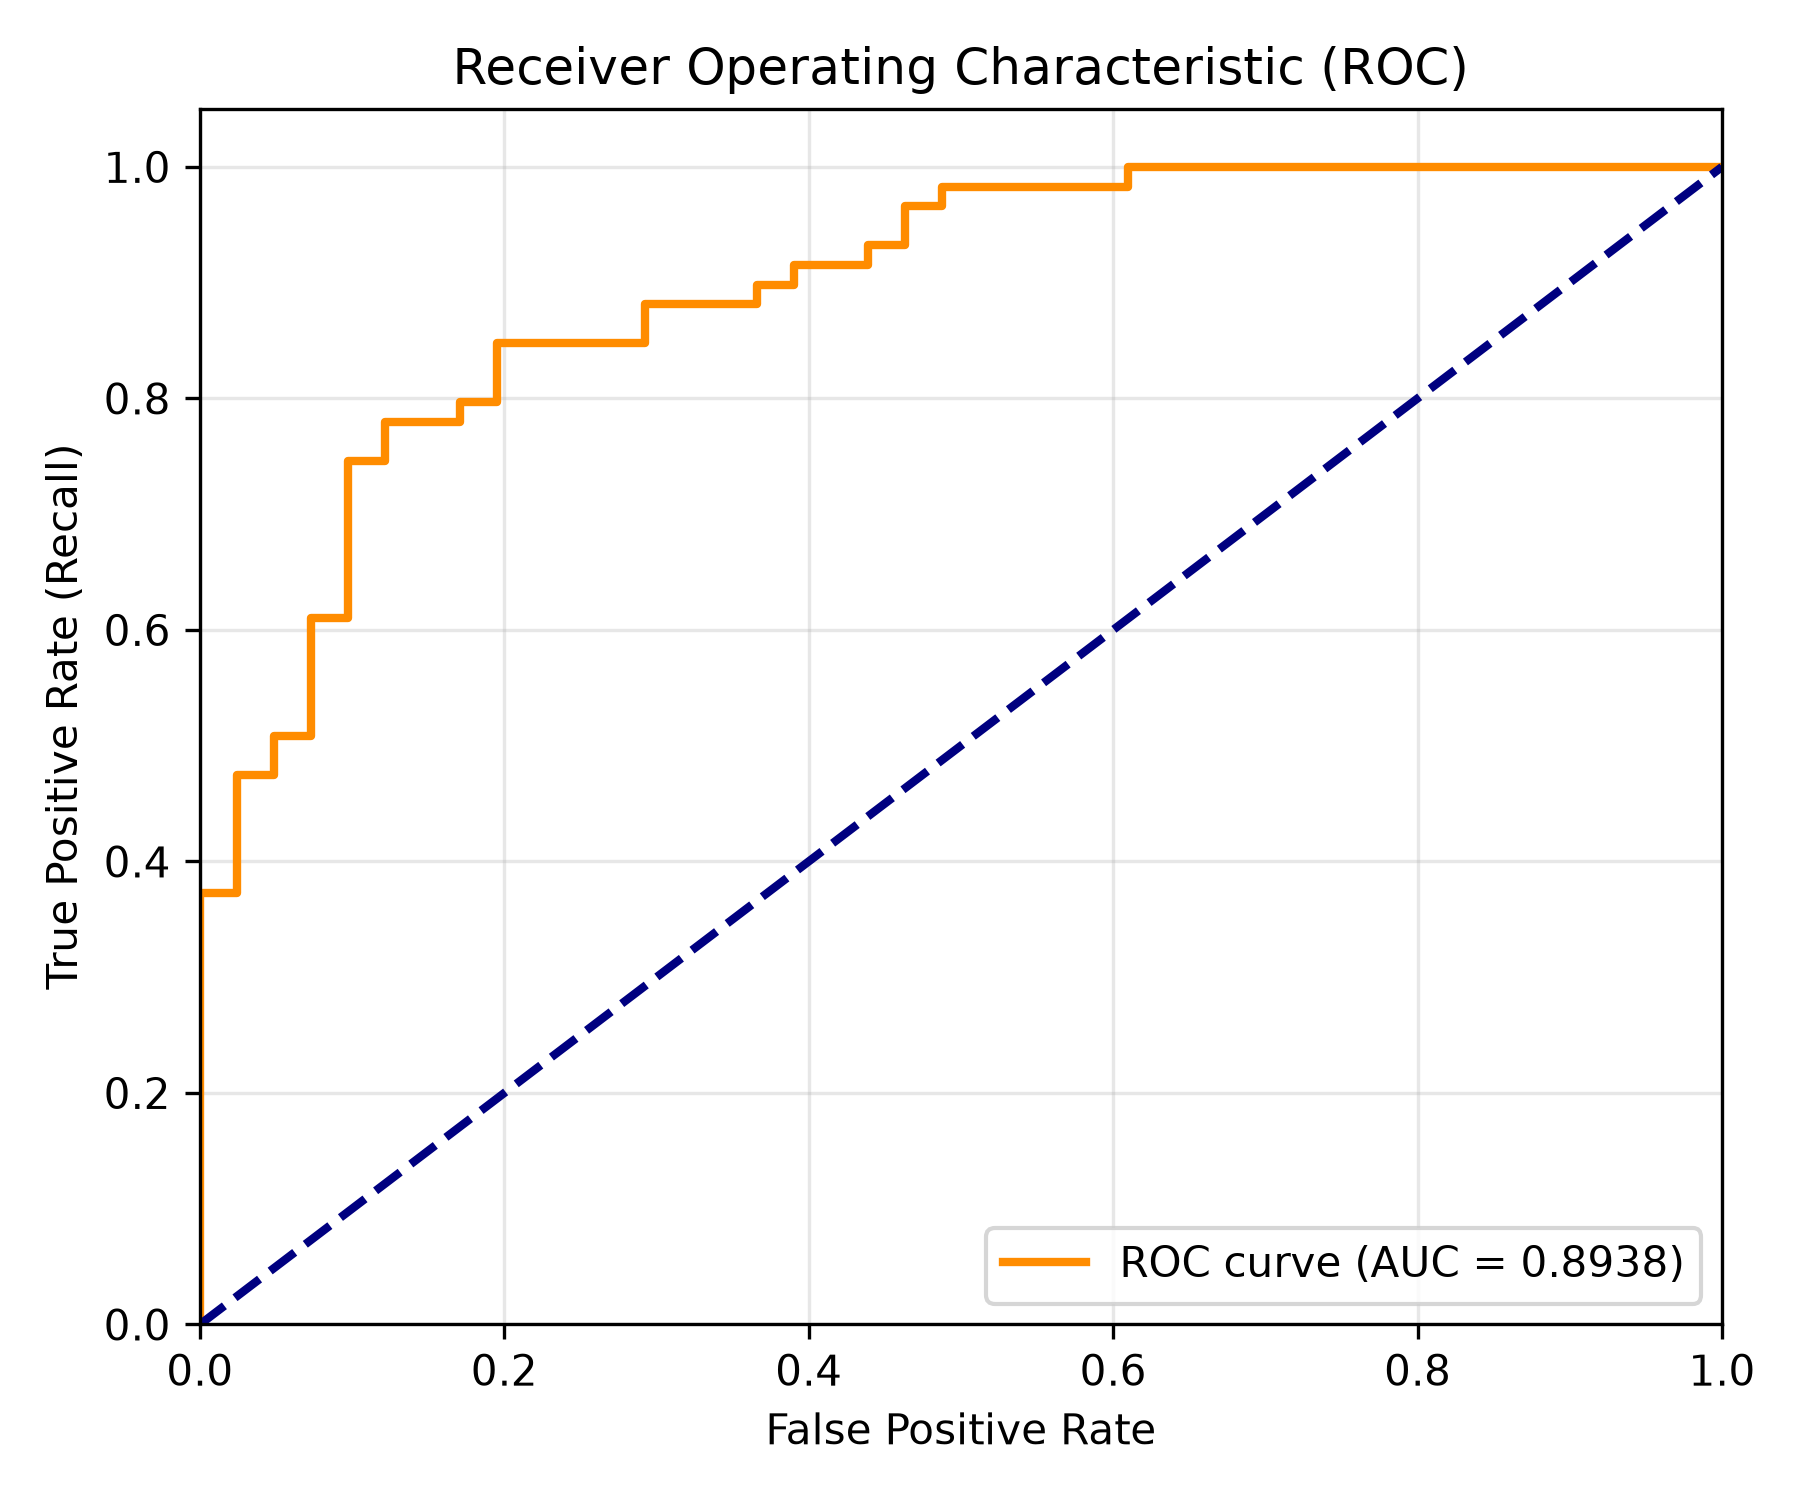 Receiver Operating Characteristic (ROC)
1.0
0.8
0.6
0.4
0.2
0.0
True Positive Rate (Recall)
ROC curve (AUC = 0.8938)
0.0 0.2 0.4 0.6 0.8 1.0
False Positive Rate